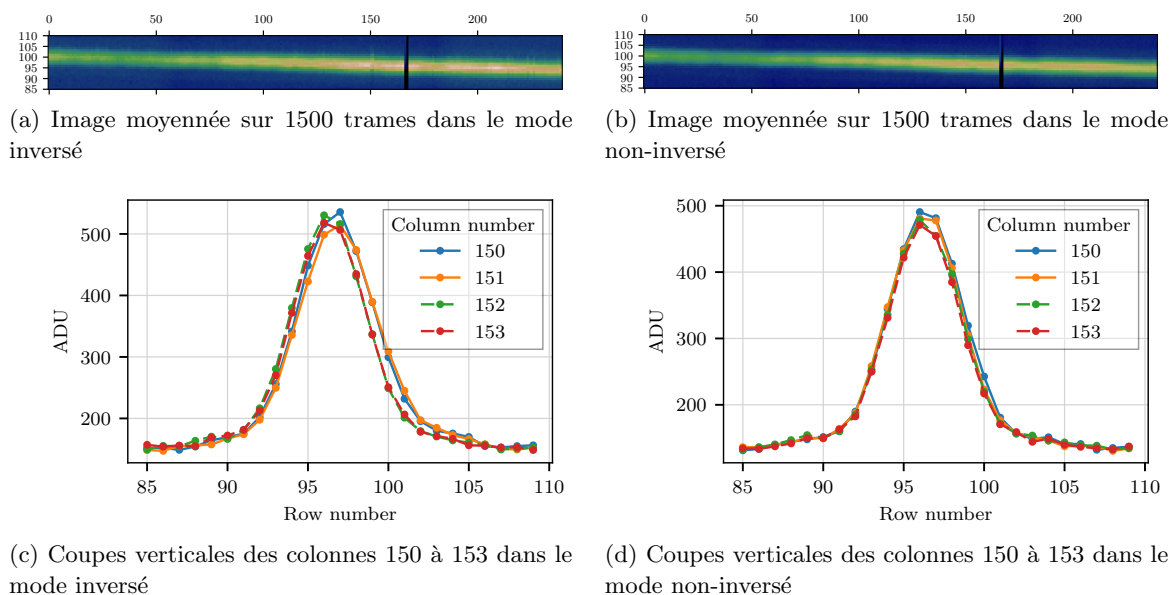 0 50 100 150 200
110
105
100
95
90
85
(a) Image moyennée sur 1500 trames dans le mode
inversé
0 50 100 150 200
110
105
100
95
90
85
(b) Image moyennée sur 1500 trames dans le mode
non-inversé
500
400
300
200
ADU
Column number
150
151
152
153
85 90 95 100 105 110
Row number
(c) Coupes verticales des colonnes 150 à 153 dans le
mode inversé
500
400
300
200
ADU
Column number
150
151
152
153
85 90 95 100 105 110
Row number
(d) Coupes verticales des colonnes 150 à 153 dans le
mode non-inversé